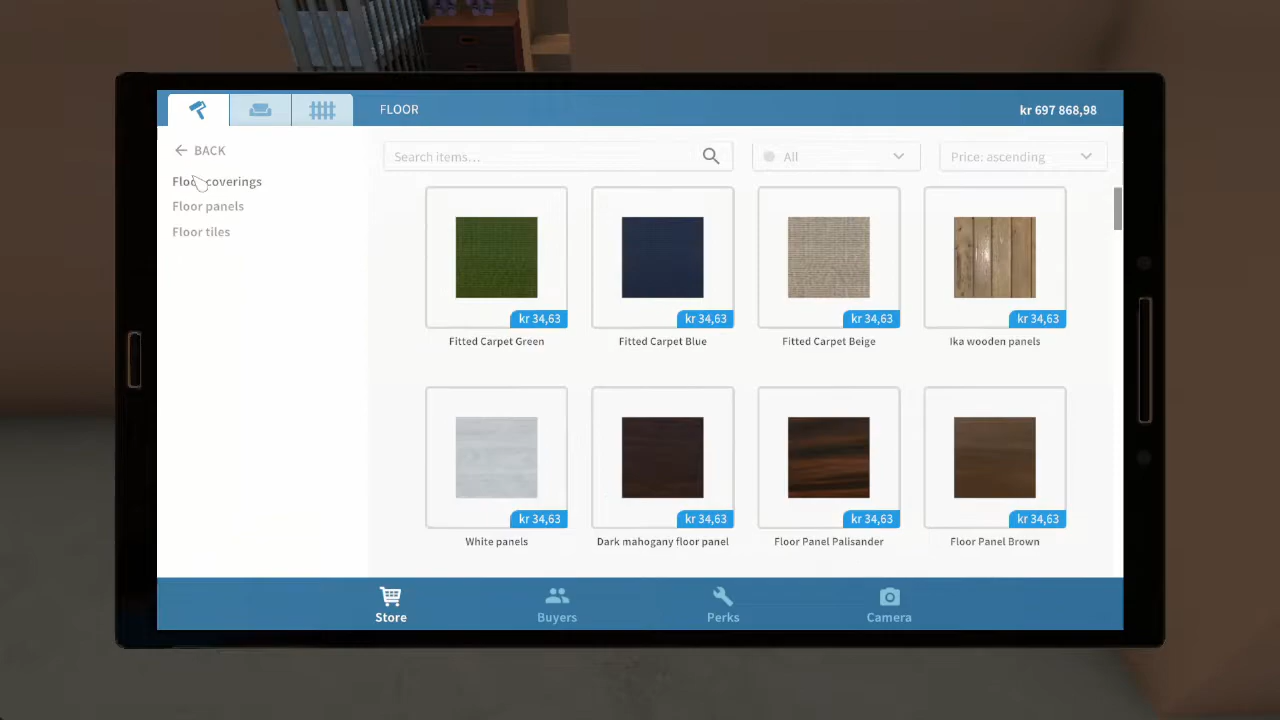 FLOOR
kr 697 868,98
BACK
Search items...
All
Price: ascending
Floor coverings
Floor panels
Floor tiles
kr 34,63
kr 34,63
kr 34,63
kr 34,63
Fitted Carpet Green
Fitted Carpet Blue
Fitted Carpet Beige
Ika wooden panels
kr 34,63
kr 34,63
kr 34,63
kr 34,63
White panels
Dark mahogany floor panel
Floor Panel Palisander
Floor Panel Brown
Store
Buyers
Perks
Camera